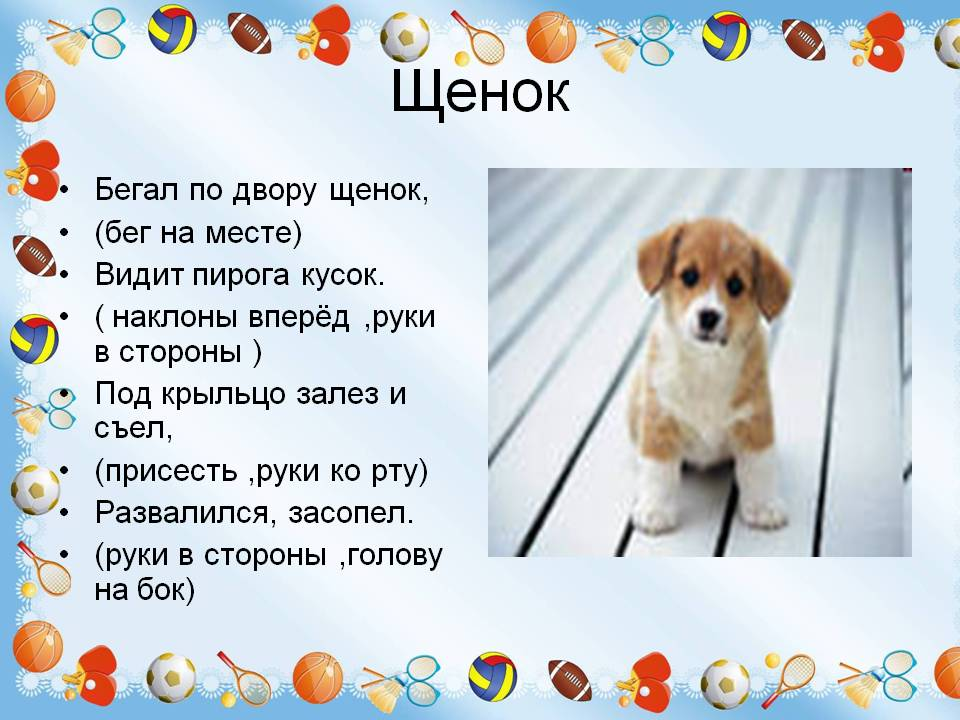 Щенок
• Бегал по двору щенок,
• (бег на месте)
• Видит пирога кусок.
• ( наклоны вперёд ,руки
в стороны )
• Под крыльцо залез и
съел,
• (присесть ,руки ко рту)
• Развалился, засопел.
• (руки в стороны ,голову
на бок)